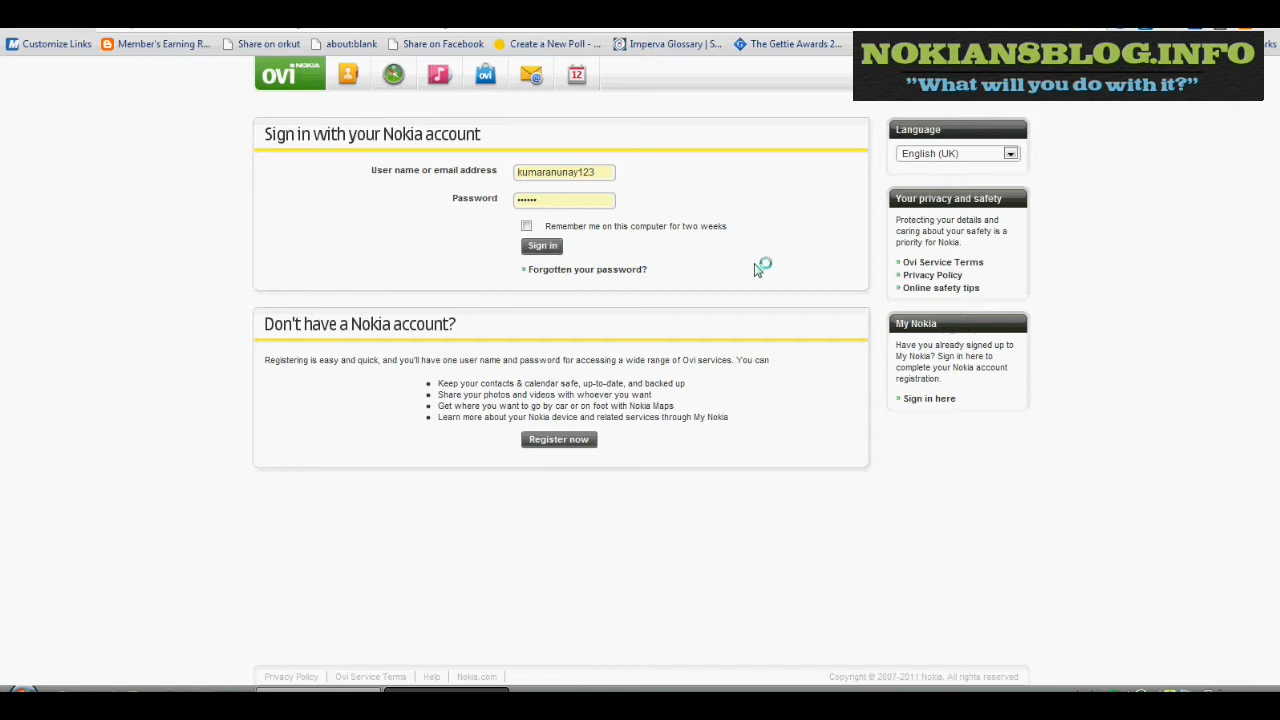 Customize Links
Member's Earning R...
Share on orkut
about:blank
Share on Facebook
Create a New Poll - ...
Imperva Glossary | S...
The Gettie Awards 2...
NOKIAN8BLOG.INFO
"What will you do with it?"
ovi NOKIA
ovi
@
12
Sign in with your Nokia account
User name or email address
kumaranunay123
Password
••••••
Remember me on this computer for two weeks
Sign in
» Forgotten your password?
Don't have a Nokia account?
Registering is easy and quick, and you'll have one user name and password for accessing a wide range of Ovi services. You can
• Keep your contacts & calendar safe, up-to-date, and backed up
• Share your photos and videos with whoever you want
• Get where you want to go by car or on foot with Nokia Maps
• Learn more about your Nokia device and related services through My Nokia
Register now
Language
English (UK)
Your privacy and safety
Protecting your details and
caring about your safety is a
priority for Nokia.
» Ovi Service Terms
» Privacy Policy
» Online safety tips
My Nokia
Have you already signed up to
My Nokia? Sign in here to
complete your Nokia account
registration.
» Sign in here
Privacy Policy | Ovi Service Terms | Help | Nokia.com |
Copyright © 2007-2011 Nokia. All rights reserved